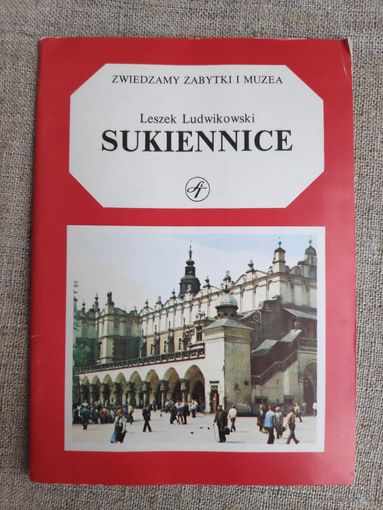 ZWIEDZAMY ZABYTKI I MUZEA
Leszek Ludwikowski
SUKIENNICE